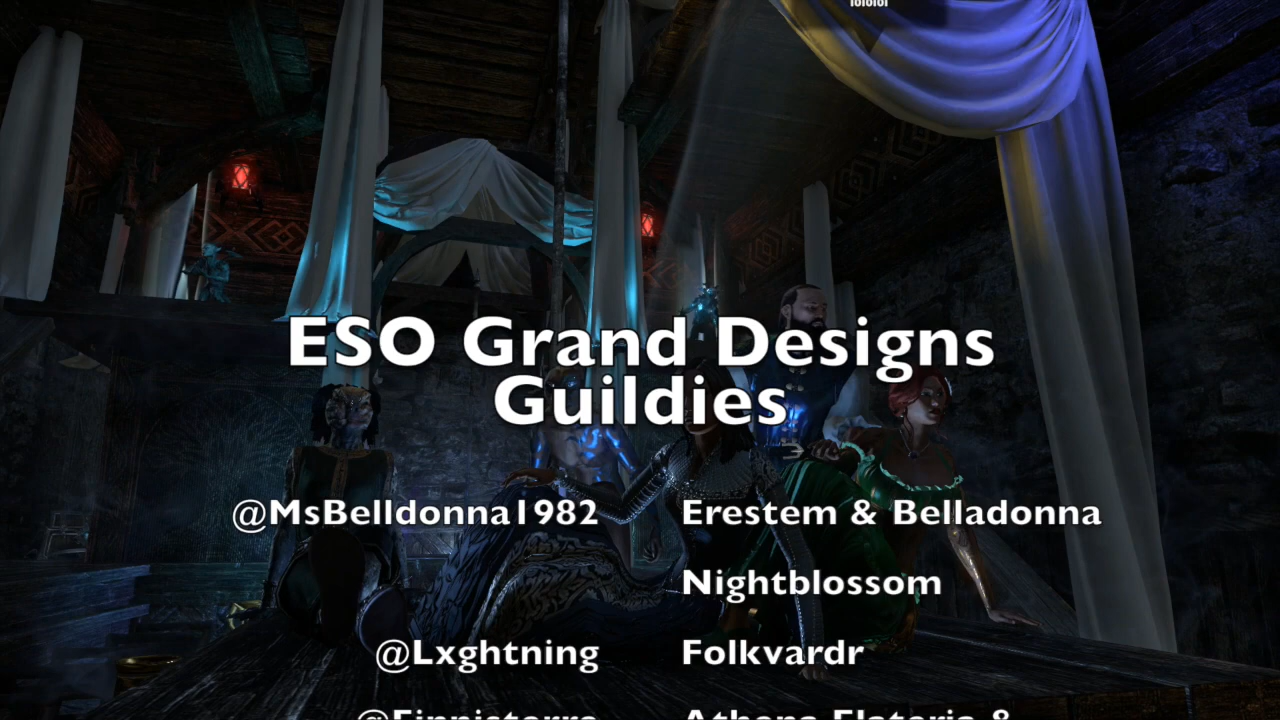 ESO Grand Designs
Guildies
@MsBelldonna1982 Erestem & Belladonna
Nightblossom
@Lxghtning Folkvardr